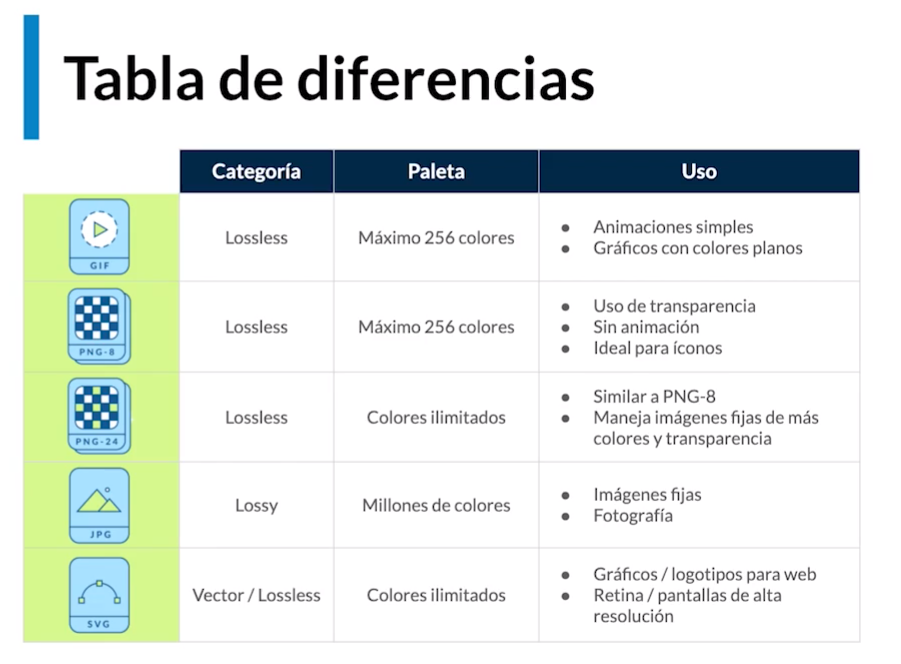 Tabla de diferencias
Categoría Paleta Uso
GIF Lossless Máximo 256 colores
● Animaciones simples
● Gráficos con colores planos
PNG-8 Lossless Máximo 256 colores
● Uso de transparencia
● Sin animación
● Ideal para íconos
PNG-24 Lossless Colores ilimitados
● Similar a PNG-8
● Maneja imágenes fijas de más
colores y transparencia
JPG Lossy Millones de colores
● Imágenes fijas
● Fotografía
SVG Vector / Lossless Colores ilimitados
● Gráficos / logotipos para web
● Retina / pantallas de alta
resolución